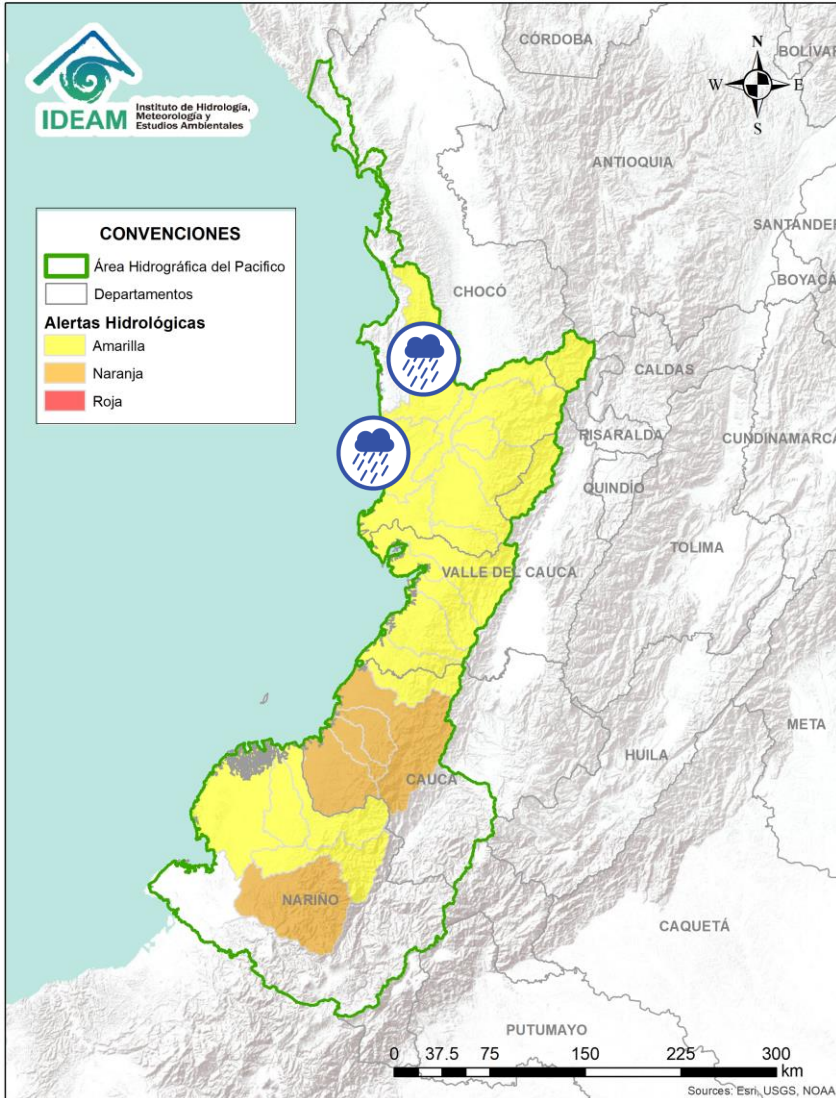 IDEAM
Instituto de Hidrología,
Meteorología y
Estudios Ambientales
N
W
E
S
CÓRDOBA
BOLÍVAR
ANTIOQUIA
SANTANDER
BOYACÁ
CHOCÓ
CALDAS
RISARALDA
CUNDINAMARCA
QUINDÍO
TOLIMA
VALLE DEL CAUCA
META
HUILA
CAUCA
NARIÑO
CAQUETÁ
PUTUMAYO
CONVENCIONES
Área Hidrográfica del Pacifico
Departamentos
Alertas Hidrológicas
Amarilla
Naranja
Roja
0 37.5 75 150 225 300
km
Sources: Esri, USGS, NOAA